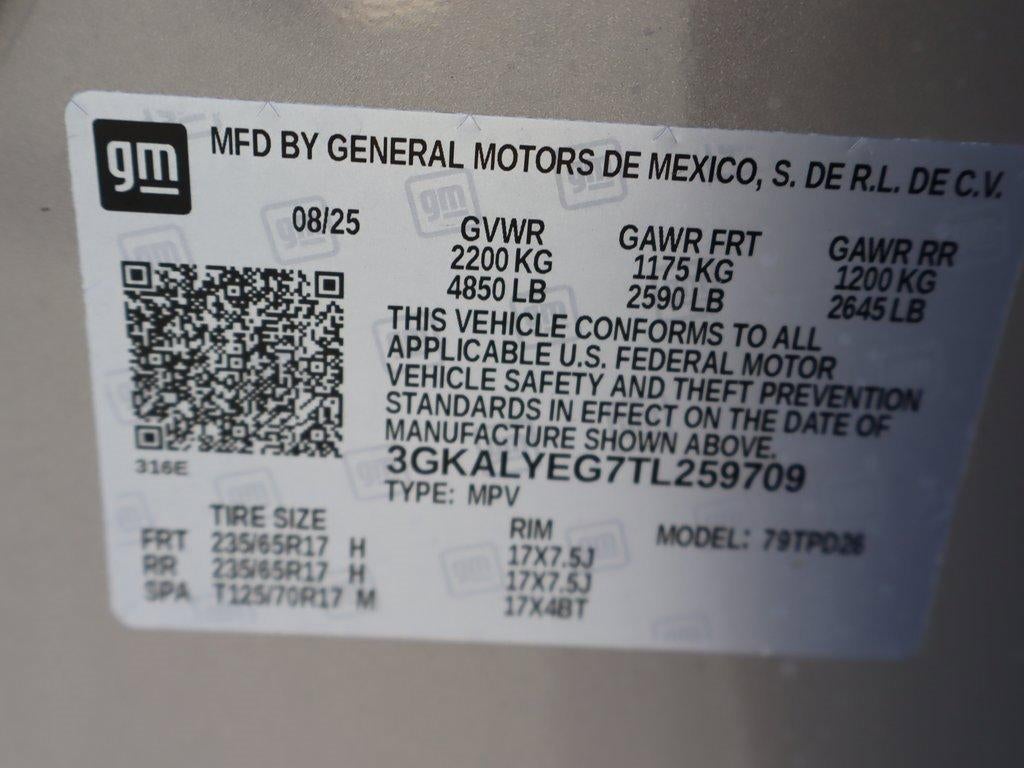 gm
MFD BY GENERAL MOTORS DE MEXICO, S. DE R.L. DE C.V.
08/25 GVWR GAWR FRT GAWR RR
2200 KG 1175 KG 1200 KG
4850 LB 2590 LB 2645 LB
THIS VEHICLE CONFORMS TO ALL
APPLICABLE U.S. FEDERAL MOTOR
VEHICLE SAFETY AND THEFT PREVENTION
STANDARDS IN EFFECT ON THE DATE OF
MANUFACTURE SHOWN ABOVE.
3GKALYEG7TL259709
316E
TYPE: MPV
TIRE SIZE RIM MODEL: 79TPD26
FRT 235/65R17 H 17X7.5J
RR 235/65R17 H 17X7.5J
SPA T125/70R17 M 17X4BT